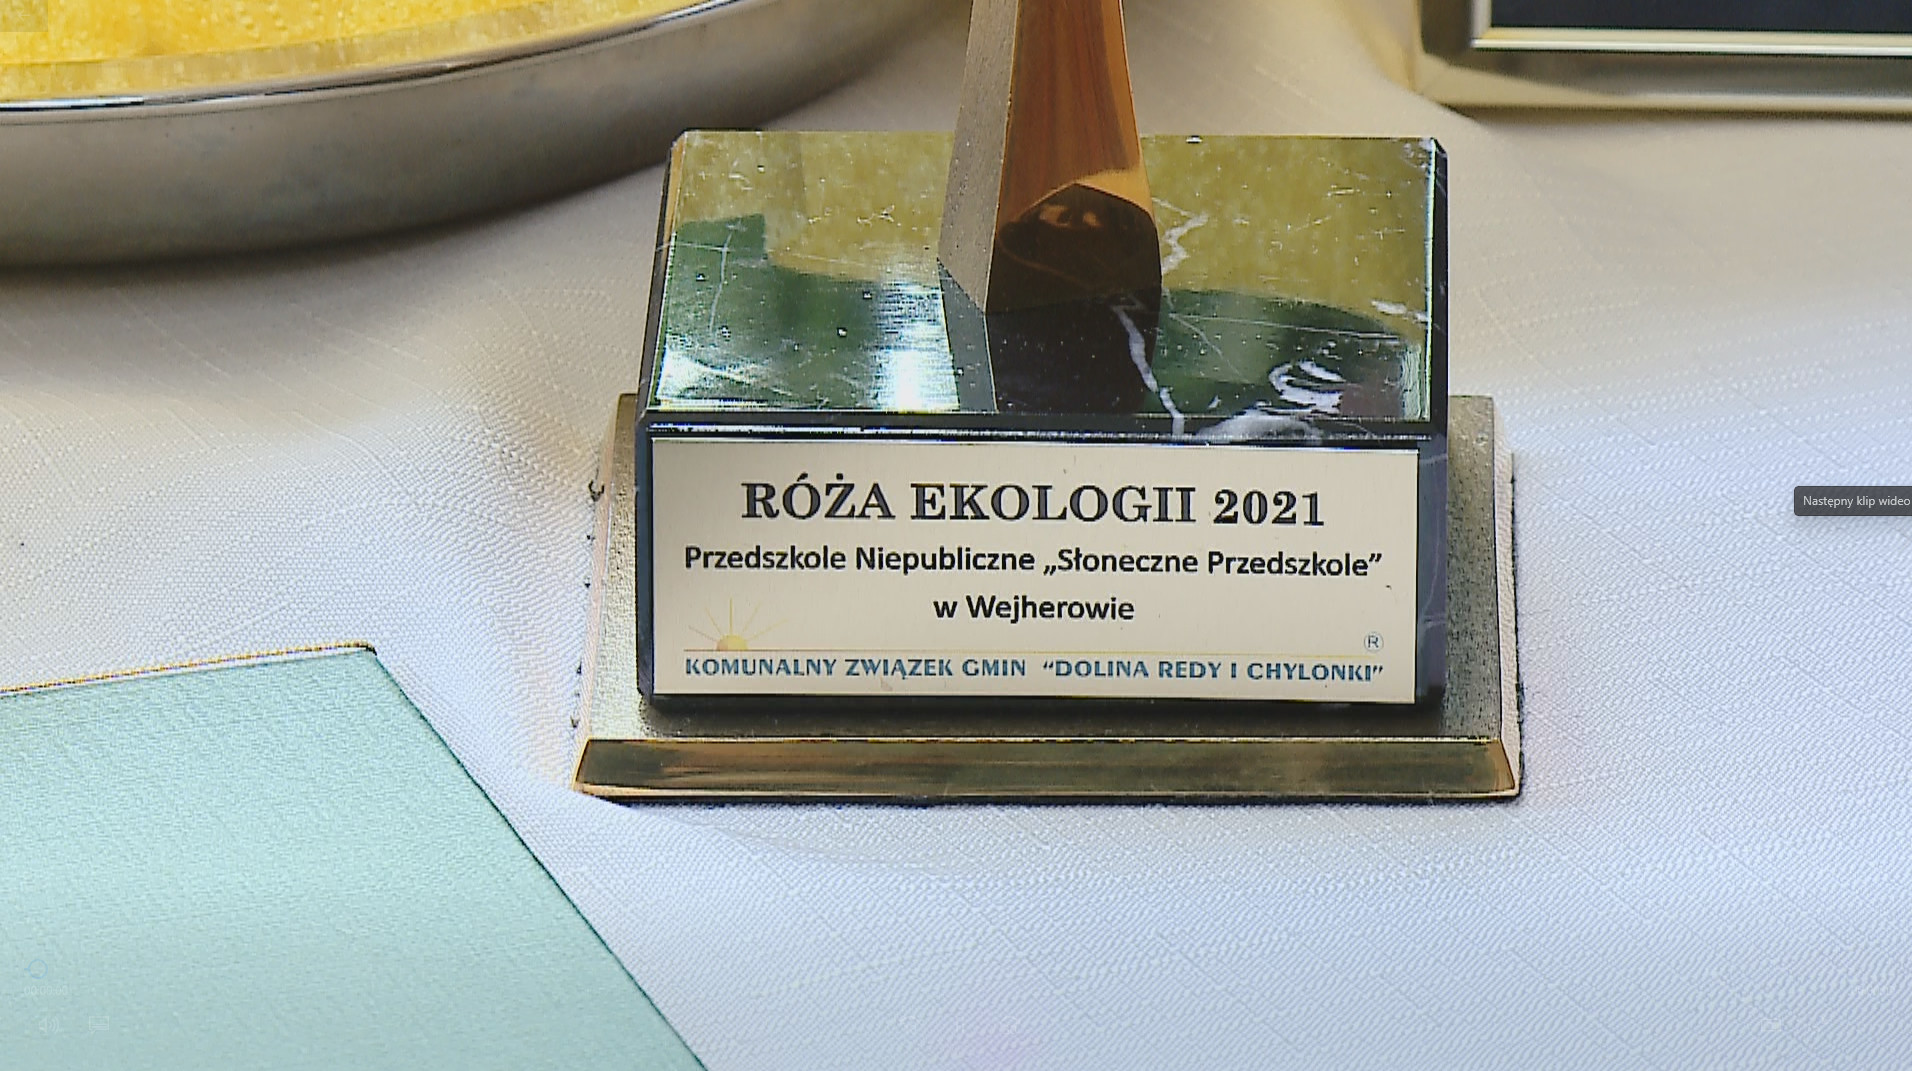 RÓŻA EKOLOGII 2021
Przedszkole Niepubliczne „Słoneczne Przedszkole”
w Wejherowie
®
KOMUNALNY ZWIĄZEK GMIN “DOLINA REDY I CHYLONKI”
Następny klip wideo